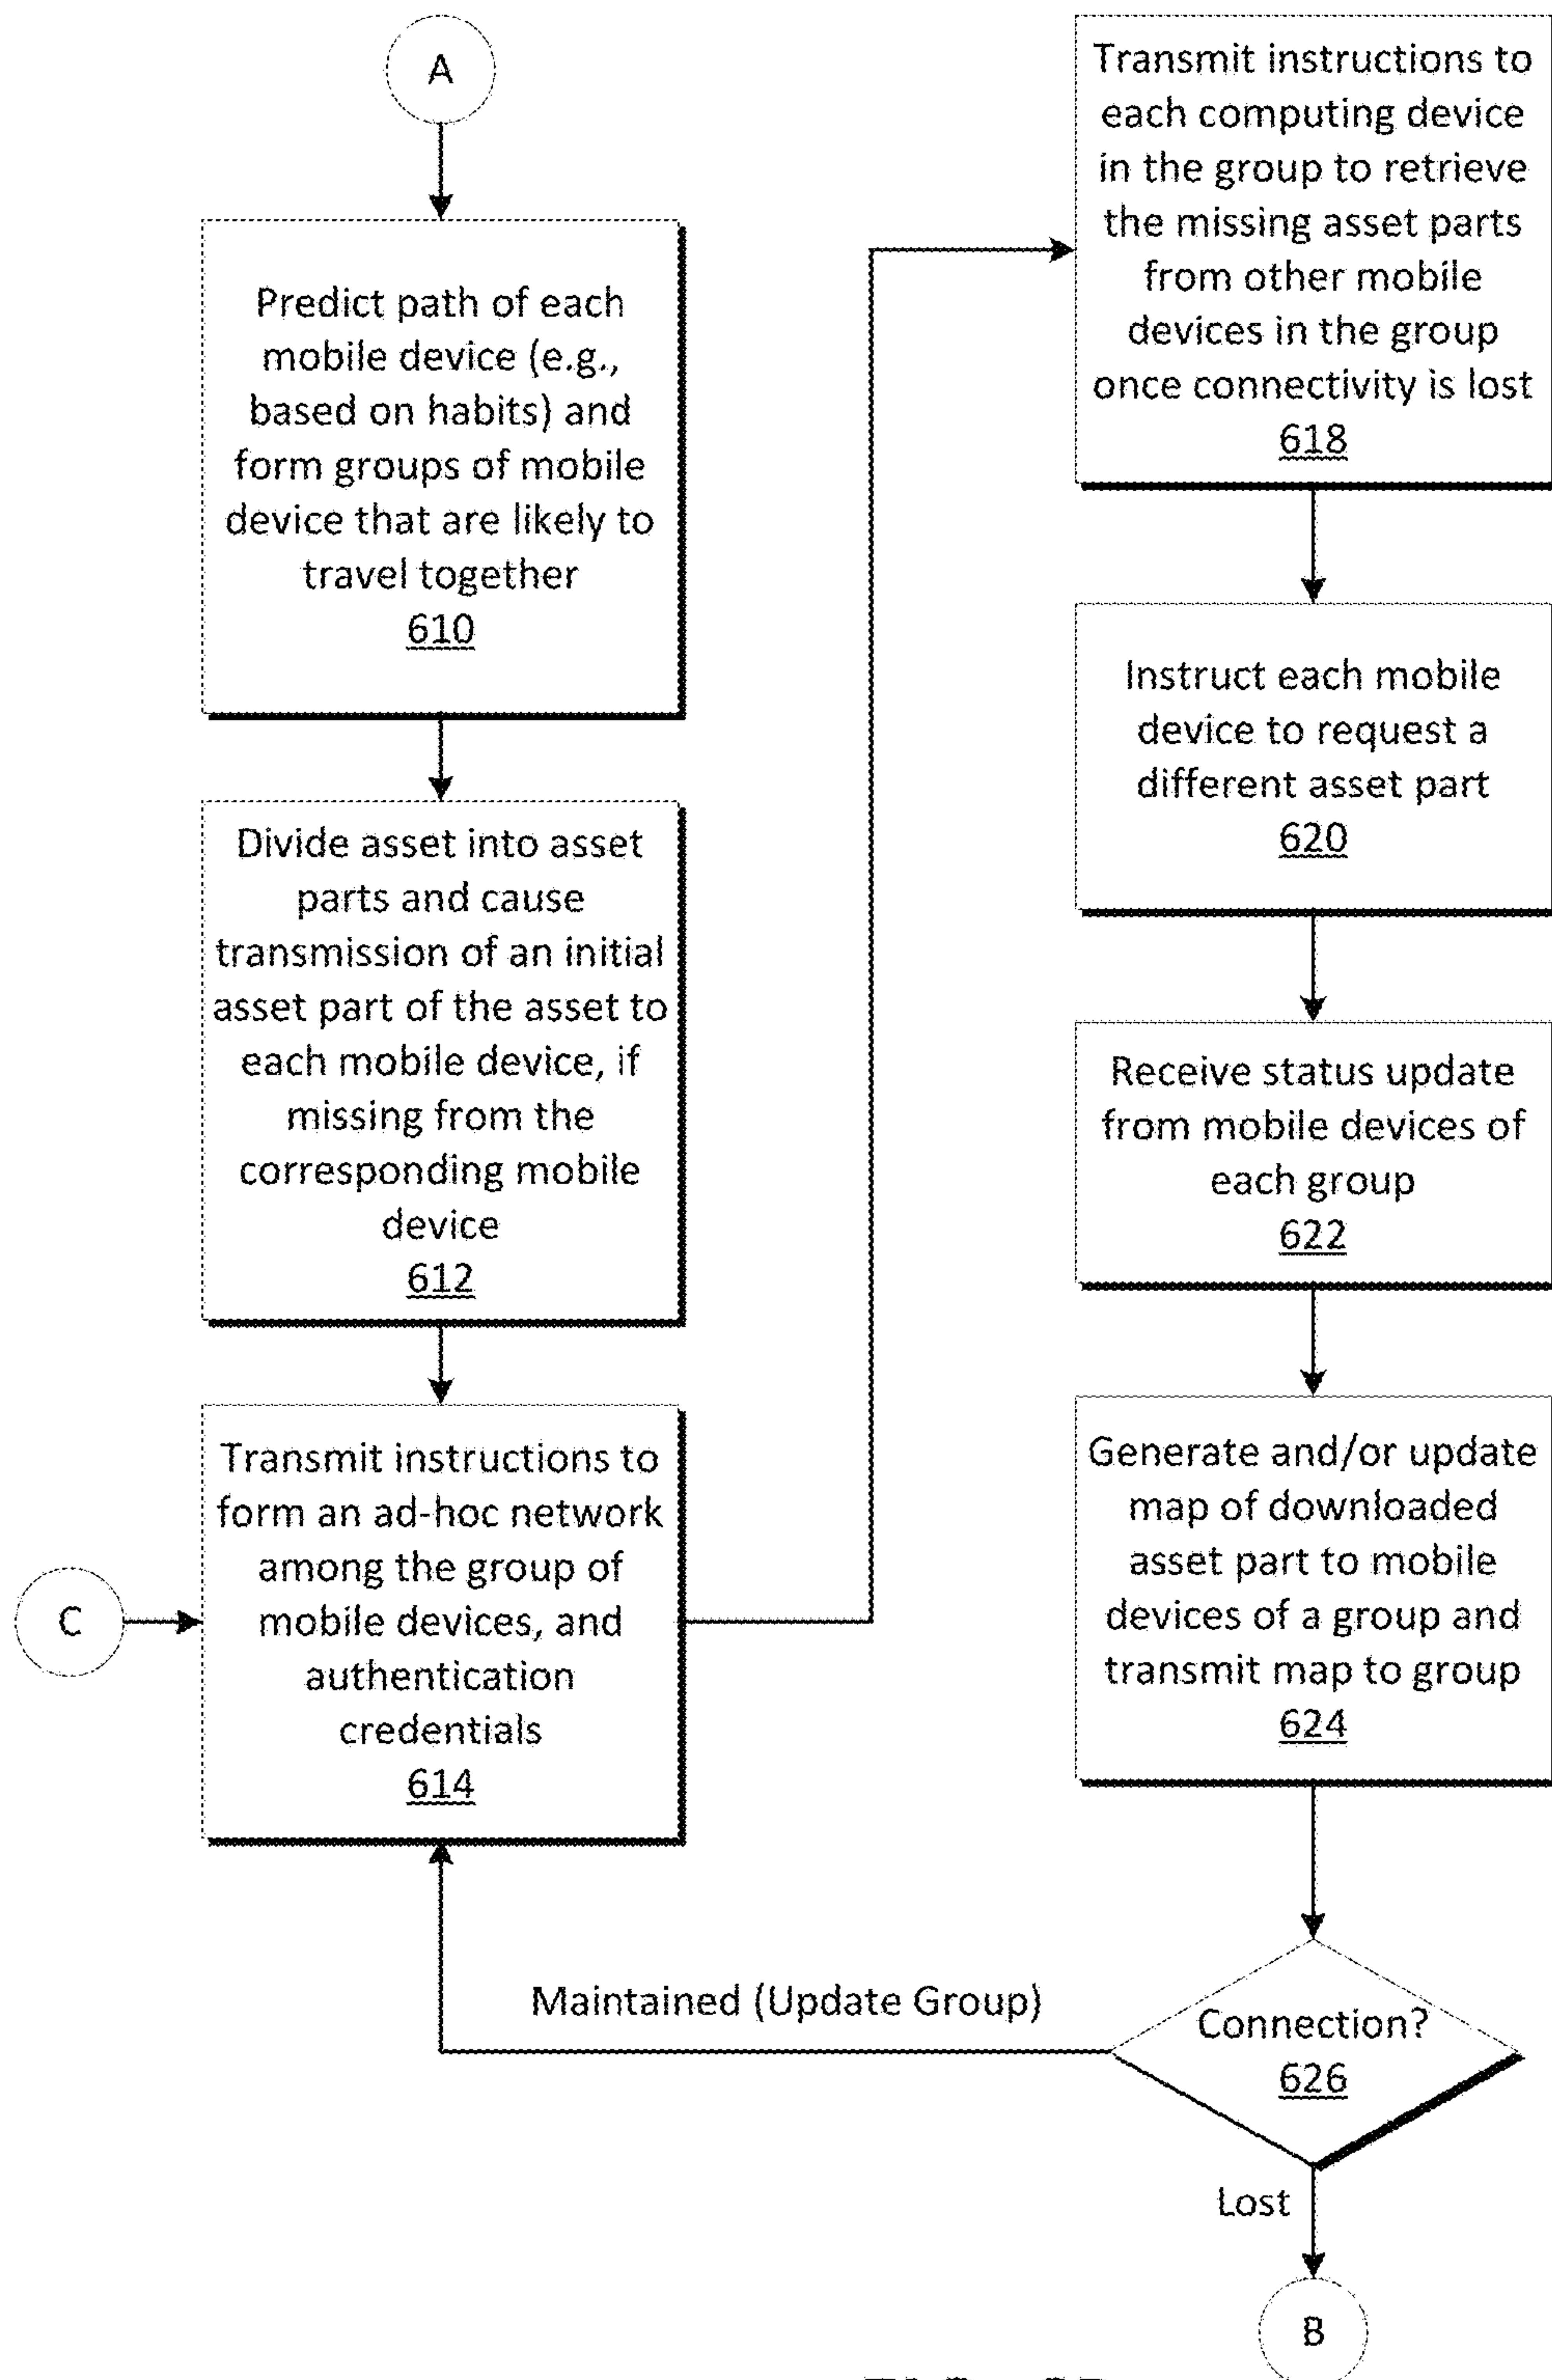 A
Predict path of each
mobile device (e.g.,
based on habits) and
form groups of mobile
device that are likely to
travel together
610
Divide asset into asset
parts and cause
transmission of an initial
asset part of the asset to
each mobile device, if
missing from the
corresponding mobile
device
612
C
Transmit instructions to
form an ad-hoc network
among the group of
mobile devices, and
authentication
credentials
614
Transmit instructions to
each computing device
in the group to retrieve
the missing asset parts
from other mobile
devices in the group
once connectivity is lost
618
Instruct each mobile
device to request a
different asset part
620
Receive status update
from mobile devices of
each group
622
Generate and/or update
map of downloaded
asset part to mobile
devices of a group and
transmit map to group
624
Maintained (Update Group)
Connection?
626
Lost
B